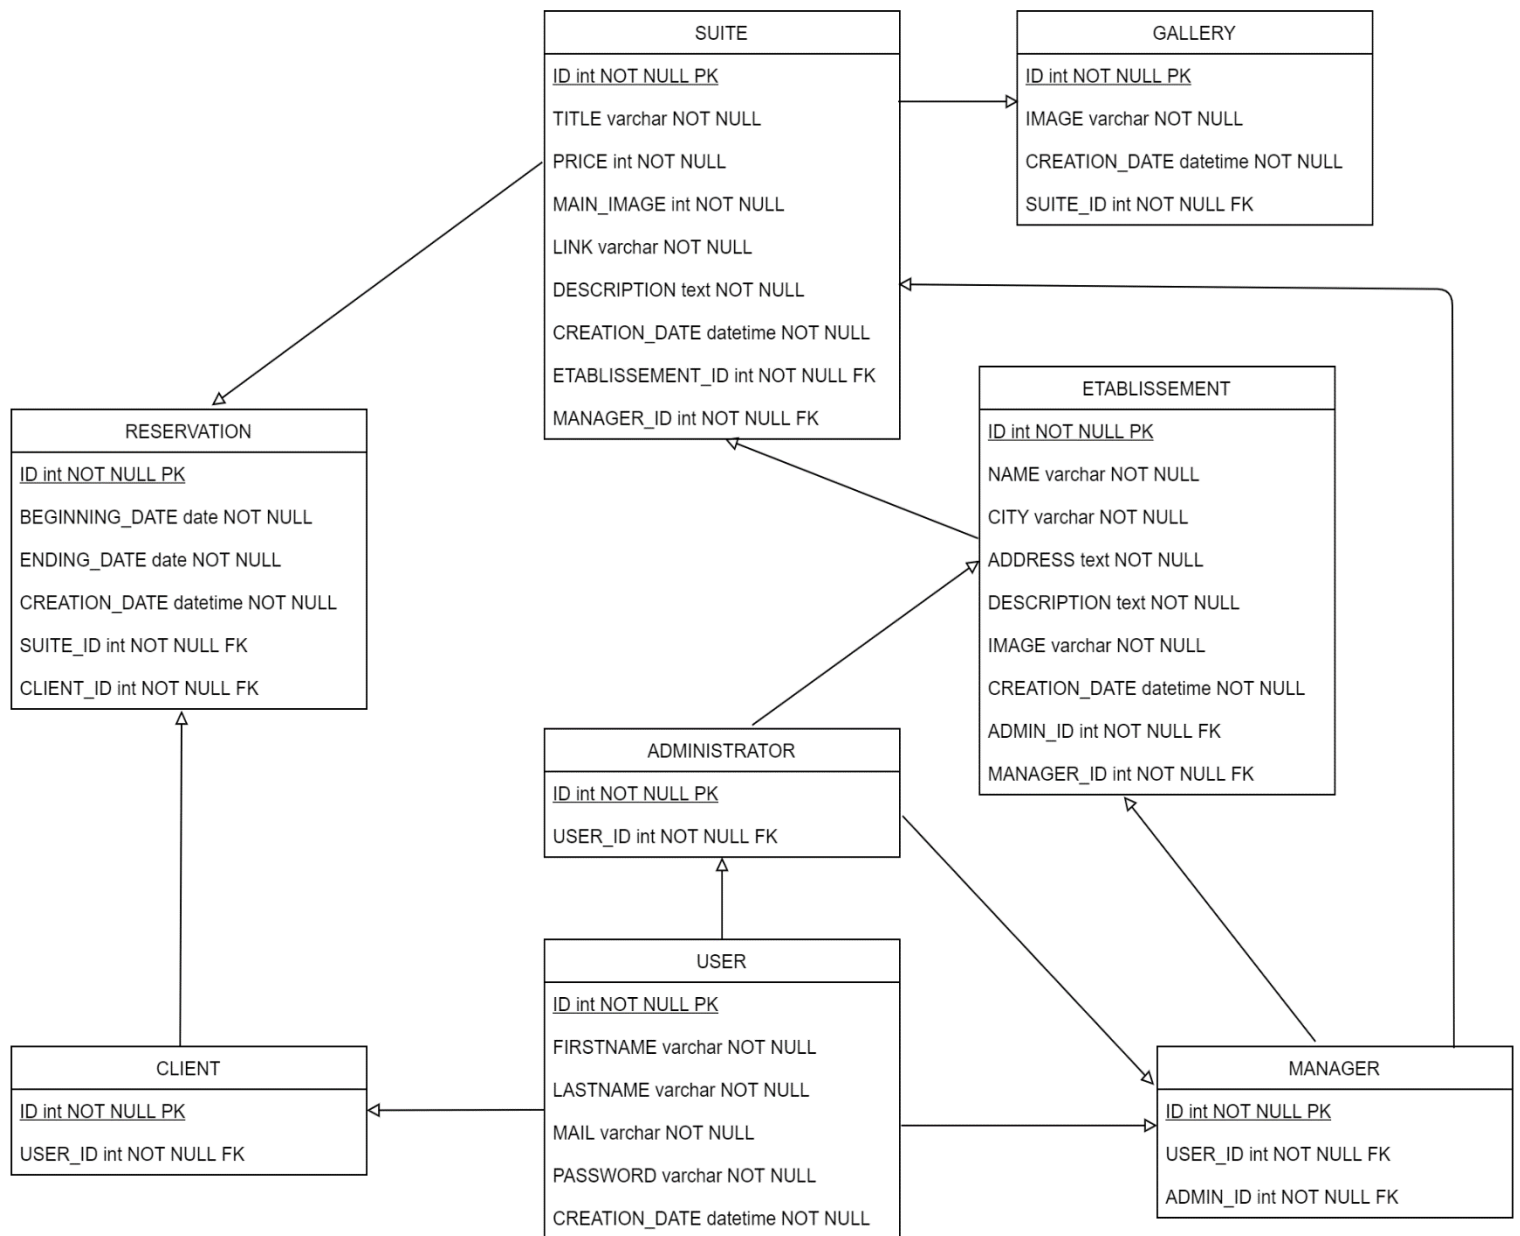 SUITE
ID int NOT NULL PK
TITLE varchar NOT NULL
PRICE int NOT NULL
MAIN_IMAGE int NOT NULL
LINK varchar NOT NULL
DESCRIPTION text NOT NULL
CREATION_DATE datetime NOT NULL
ETABLISSEMENT_ID int NOT NULL FK
MANAGER_ID int NOT NULL FK
GALLERY
ID int NOT NULL PK
IMAGE varchar NOT NULL
CREATION_DATE datetime NOT NULL
SUITE_ID int NOT NULL FK
RESERVATION
ID int NOT NULL PK
BEGINNING_DATE date NOT NULL
ENDING_DATE date NOT NULL
CREATION_DATE datetime NOT NULL
SUITE_ID int NOT NULL FK
CLIENT_ID int NOT NULL FK
ETABLISSEMENT
ID int NOT NULL PK
NAME varchar NOT NULL
CITY varchar NOT NULL
ADDRESS text NOT NULL
DESCRIPTION text NOT NULL
IMAGE varchar NOT NULL
CREATION_DATE datetime NOT NULL
ADMIN_ID int NOT NULL FK
MANAGER_ID int NOT NULL FK
ADMINISTRATOR
ID int NOT NULL PK
USER_ID int NOT NULL FK
USER
ID int NOT NULL PK
FIRSTNAME varchar NOT NULL
LASTNAME varchar NOT NULL
MAIL varchar NOT NULL
PASSWORD varchar NOT NULL
CREATION_DATE datetime NOT NULL
CLIENT
ID int NOT NULL PK
USER_ID int NOT NULL FK
MANAGER
ID int NOT NULL PK
USER_ID int NOT NULL FK
ADMIN_ID int NOT NULL FK